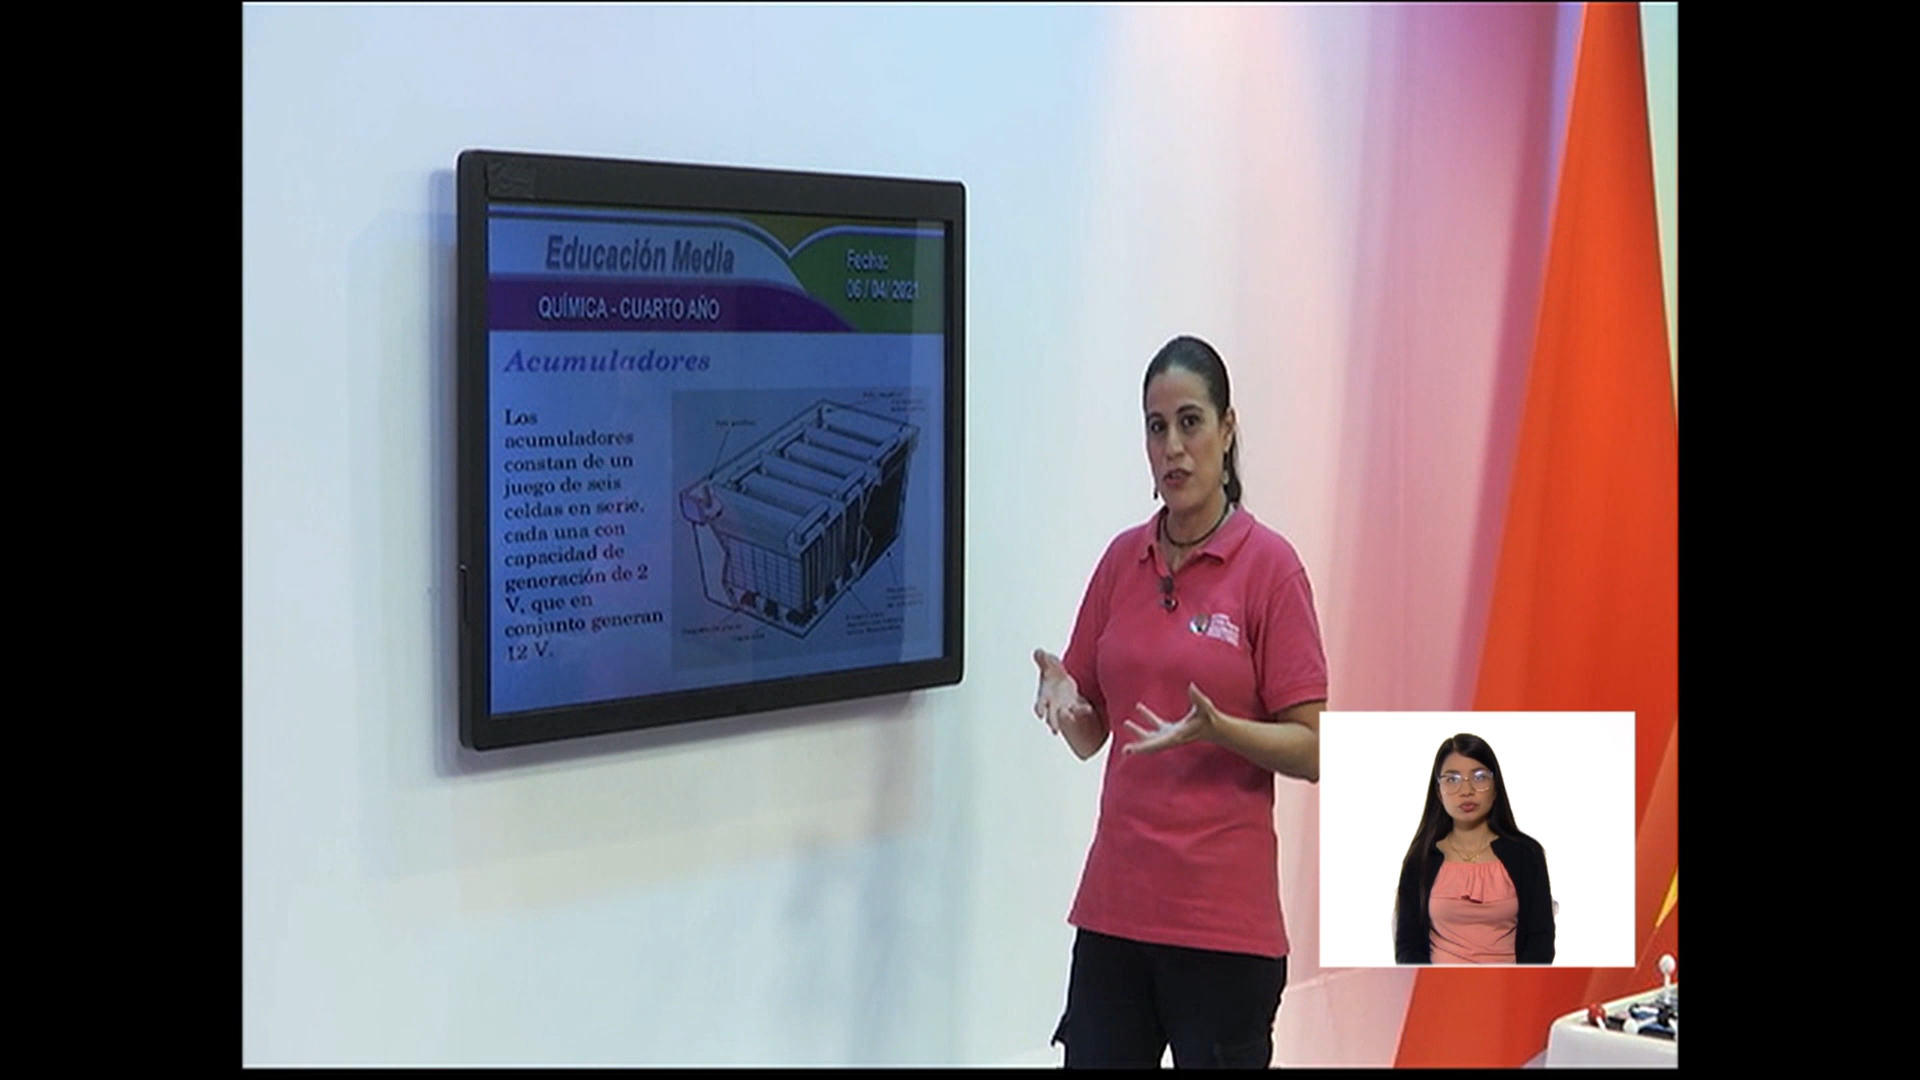 Educación Media
Fecha:
06 / 04/ 2021
QUÍMICA - CUARTO AÑO
Acumuladores
Los
acumuladores
constan de un
juego de seis
celdas en serie,
cada una con
capacidad de
generación de 2
V, que en
conjunto generan
12 V.